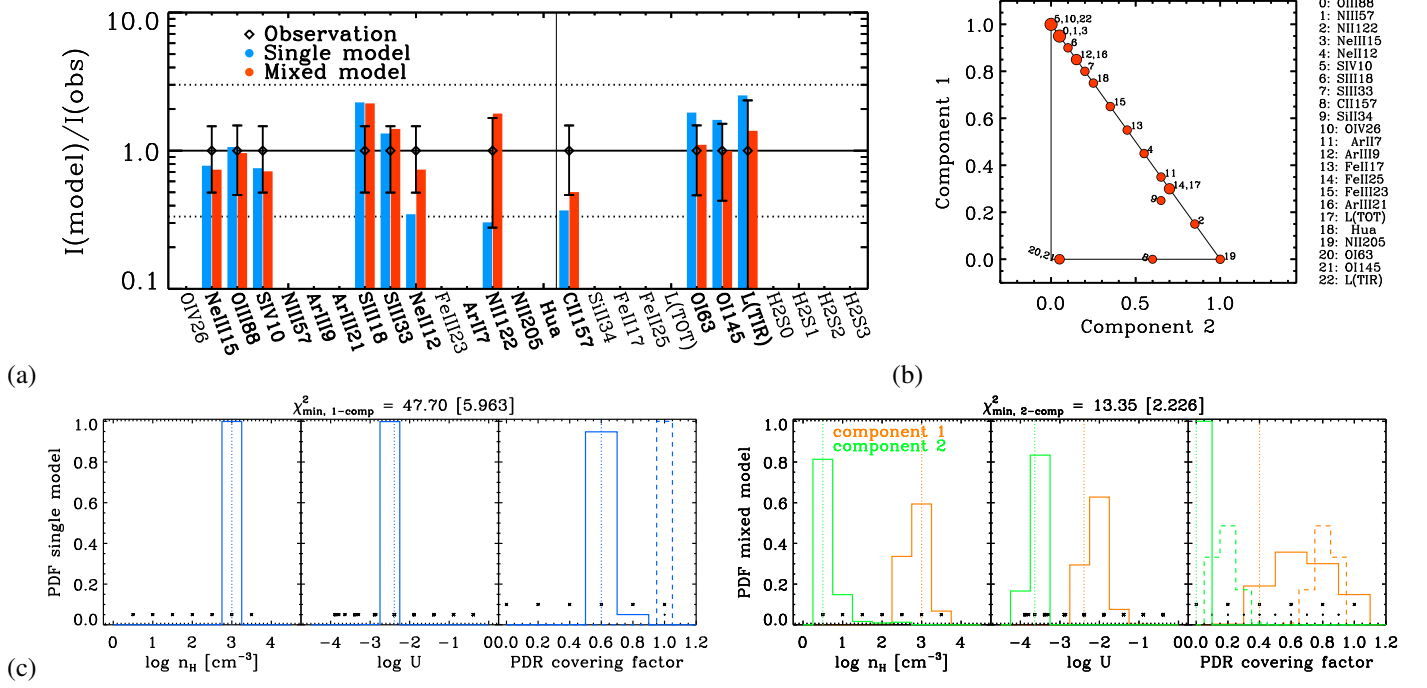 10.0
1.0
0.1
I(model)/I(obs)
Observation
Single model
Mixed model
OIV26
NeIII15
OIII88
SIV10
NIII57
ArIII9
ArIII21
SIII18
SIII33
NeII12
FeIII23
ArII7
NII122
NII205
Hua
CII157
SiII34
FeII17
FeII25
L(TOT)
OI63
OI145
L(TIR)
H2S0
H2S1
H2S2
H2S3
(a)
1.0
0.8
0.6
0.4
0.2
0.0
Component 1
5,10,22
0,1,3
6
12,16
7
18
15
13
4
11
14,17
9
2
20,21
8
19
0.0 0.5 1.0
Component 2
0: OIII88
1: NIII57
2: NII122
3: NeIII15
4: NeII12
5: SIV10
6: SIII18
7: SIII33
8: CII157
9: SiII34
10: OIV26
11: ArII7
12: ArIII9
13: FeII17
14: FeII25
15: FeIII23
16: ArIII21
17: L(TOT)
18: Hua
19: NII205
20: OI63
21: OI145
22: L(TIR)
(b)
χ²min, 1-comp = 47.70 [5.963]
PDF single model
1.0
0.8
0.6
0.4
0.2
0.0
0 1 2 3 4
log nH [cm⁻³]
−4 −3 −2 −1
log U
0.0 0.2 0.4 0.6 0.8 1.0 1.2
PDR covering factor
χ²min, 2-comp = 13.35 [2.226]
component 1
component 2
PDF mixed model
1.0
0.8
0.6
0.4
0.2
0.0
0 1 2 3 4
log nH [cm⁻³]
−4 −3 −2 −1
log U
0.0 0.2 0.4 0.6 0.8 1.0 1.2
PDR covering factor
(c)